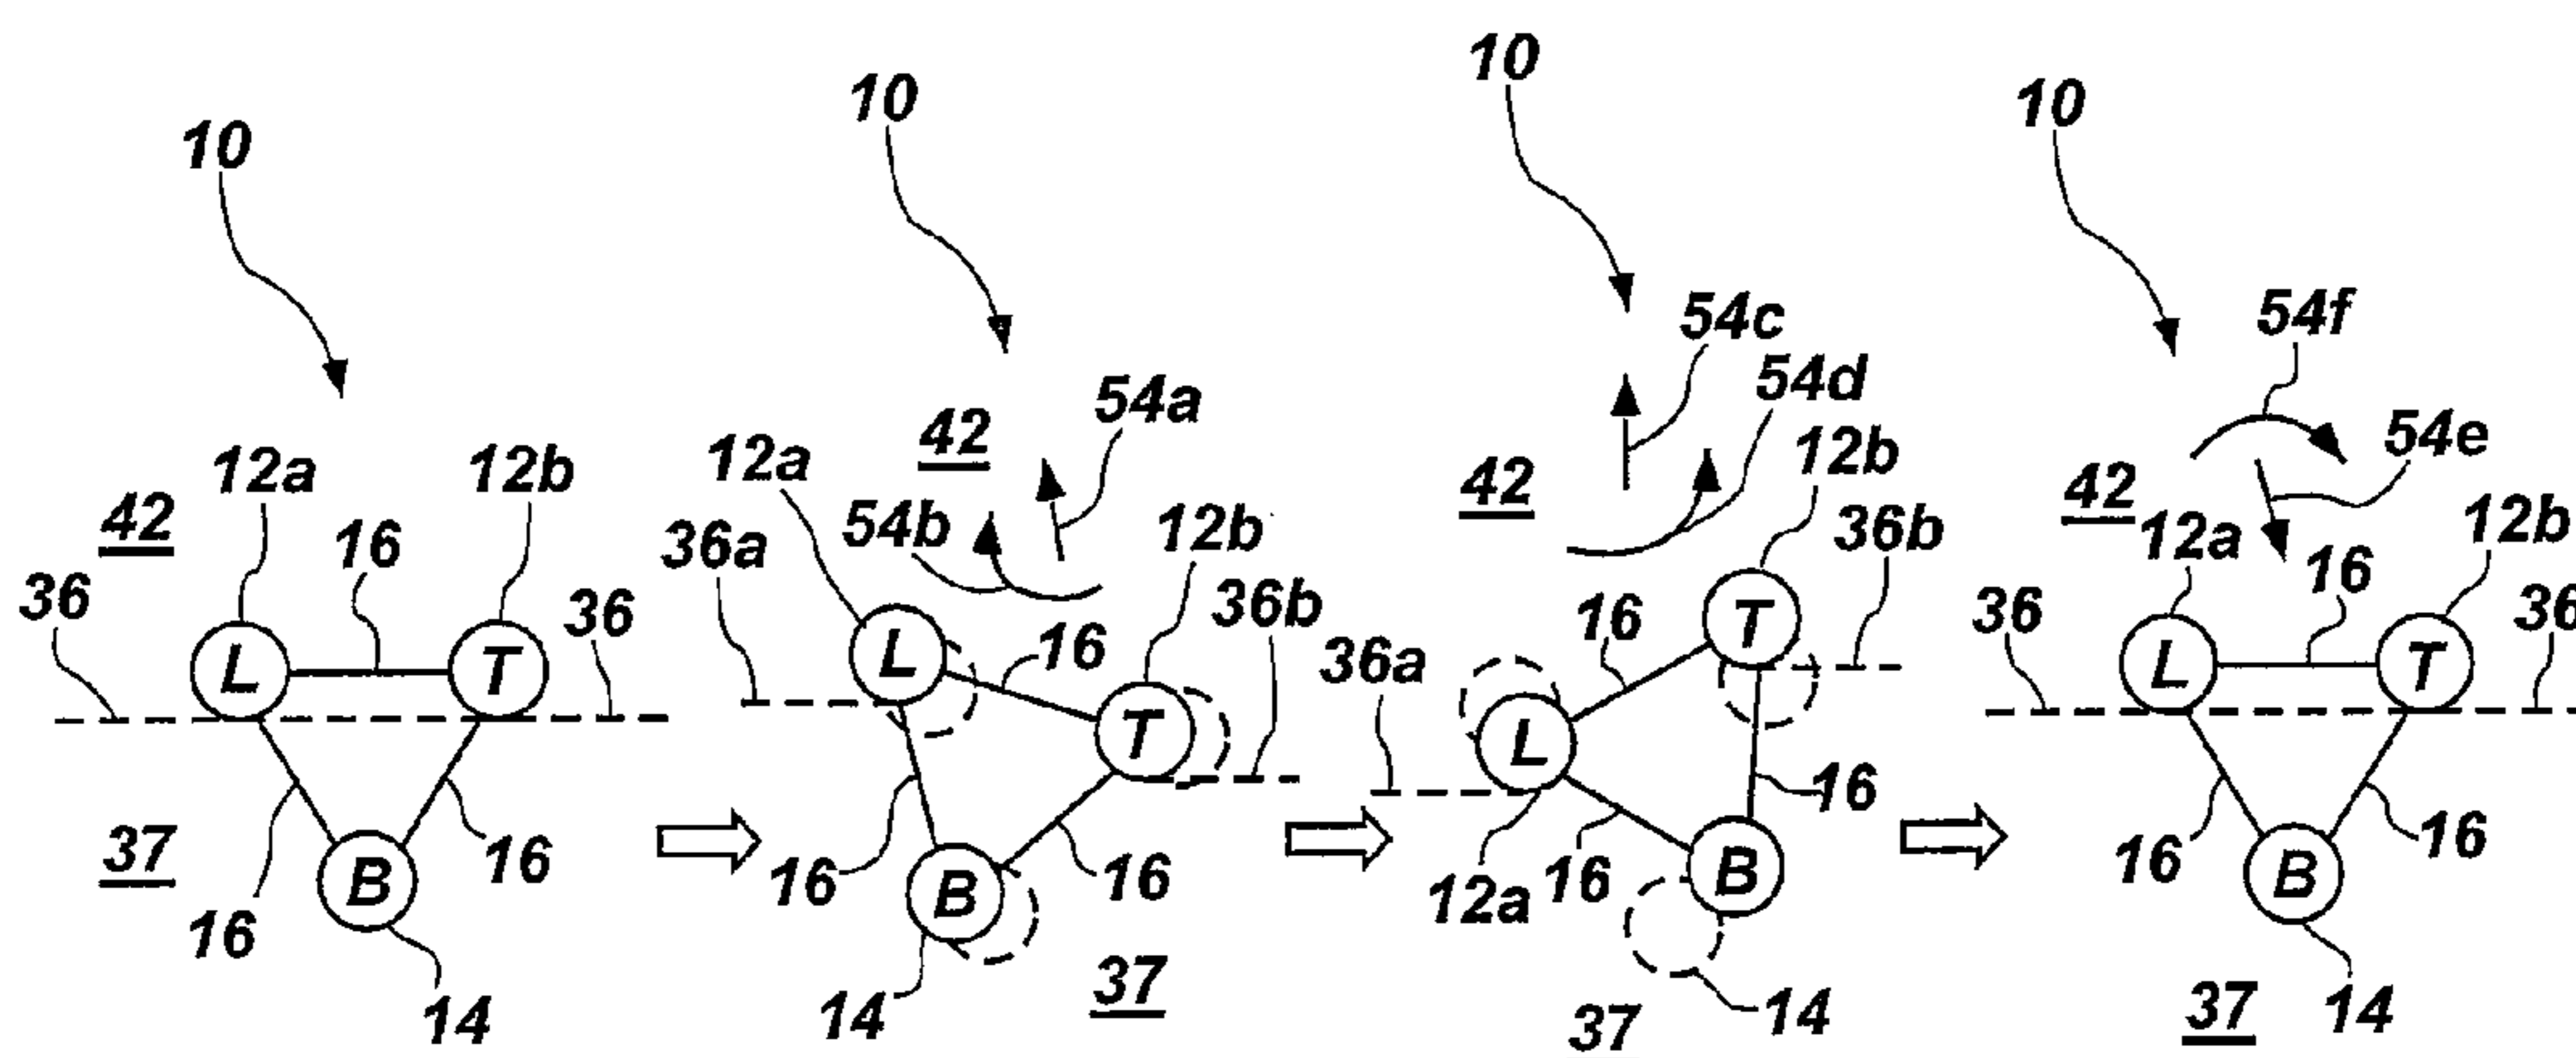 10
10
10
10
42 12a 16 12b
36 36
L T
37 B 16
16 14
12a 42 54a
36a 54b 12b
36b
L 16 T
16 B 16
14 37
54c
54d
42 12b
36b
36a 16 T
L 16
12a 16 B
37 14
54f
54e
42 12a 16 12b
36 36
L T
16 B 16
37 14